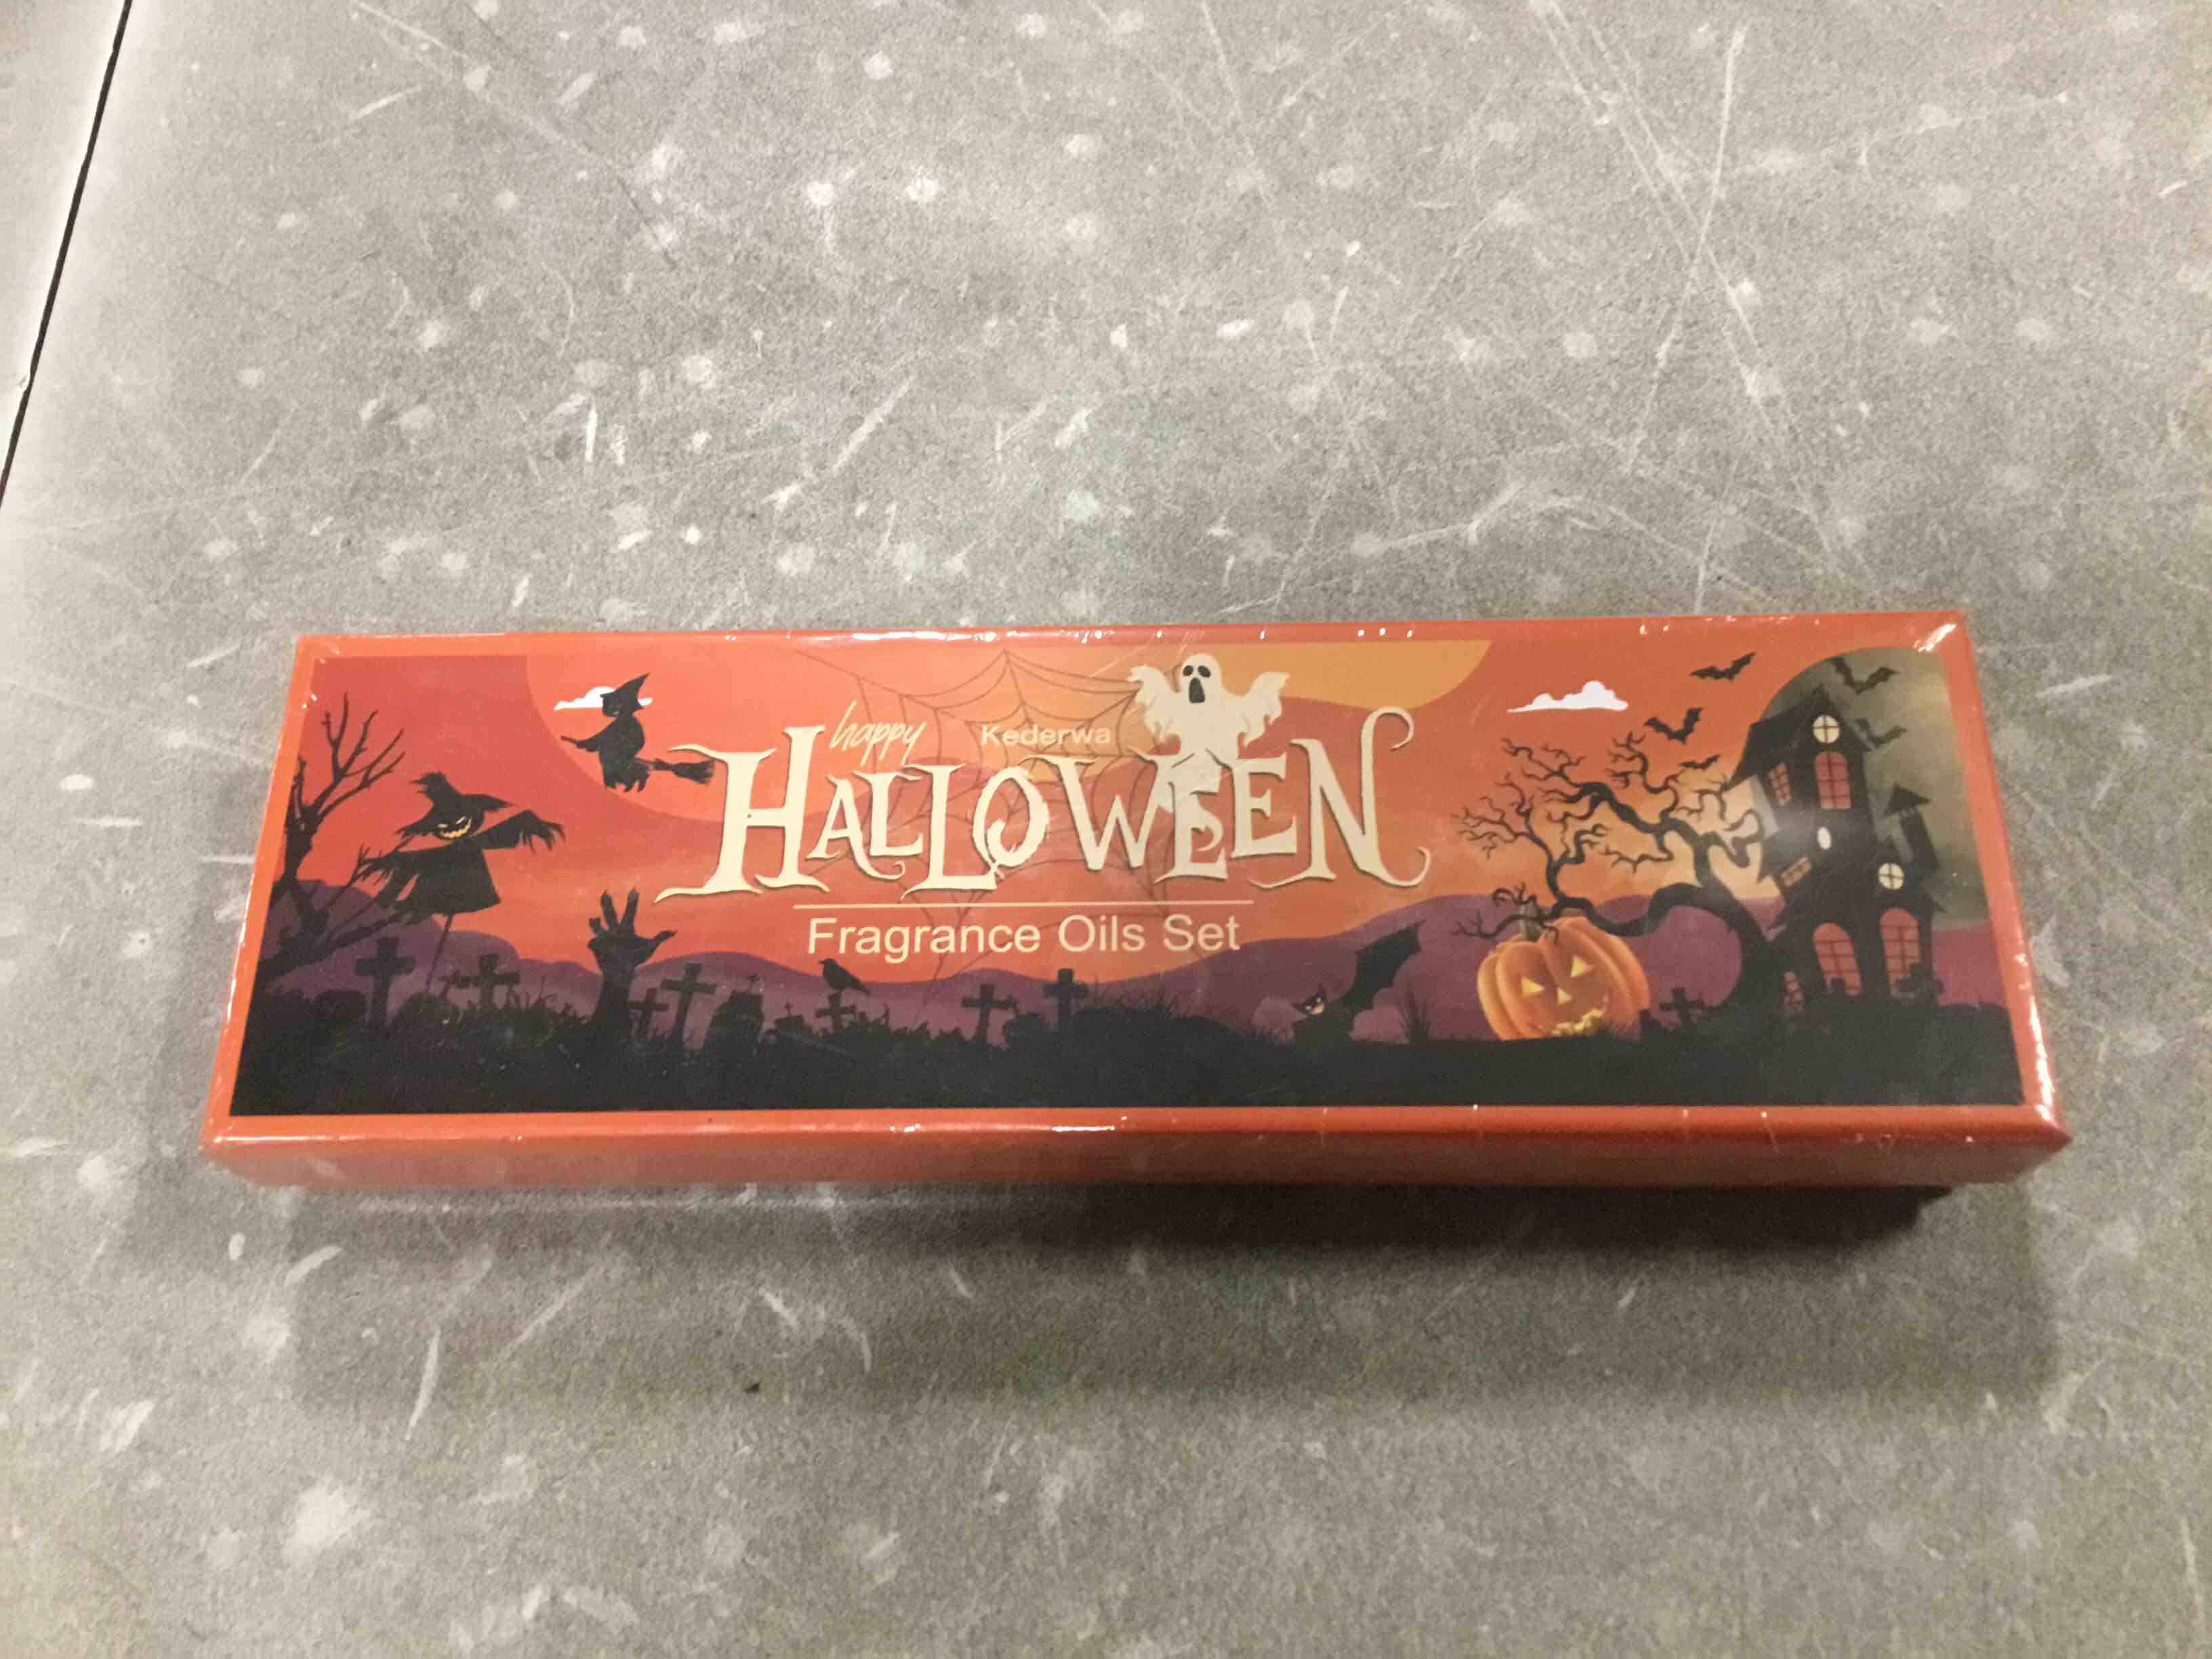 happy Kederwa
HALLOWEEN
Fragrance Oils Set